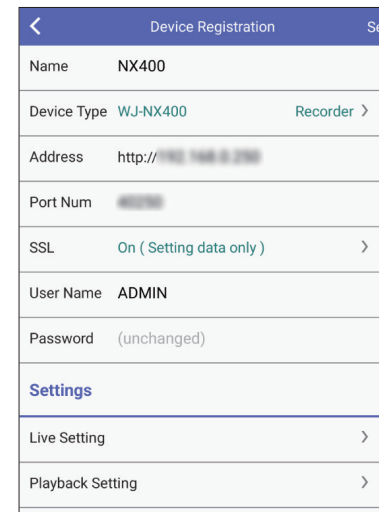 Device Registration Se
Name NX400
Device Type WJ-NX400 Recorder
Address http://
Port Num
SSL On ( Setting data only )
User Name ADMIN
Password (unchanged)
Settings
Live Setting
Playback Setting